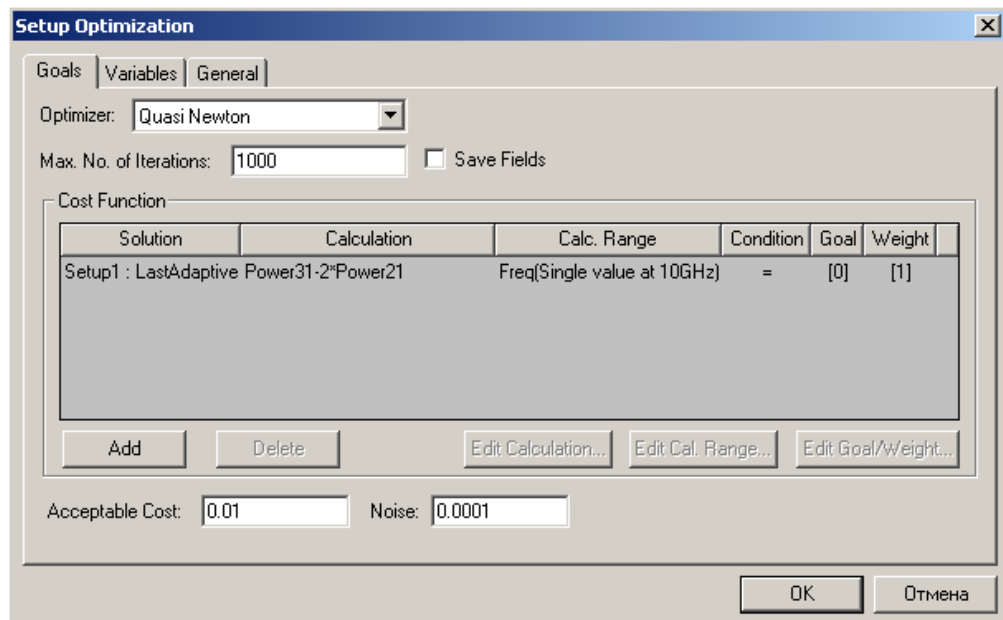 Setup Optimization
Goals Variables General
Optimizer: Quasi Newton
Max. No. of Iterations: 1000 Save Fields
Cost Function
Solution Calculation Calc. Range Condition Goal Weight
Setup1 : LastAdaptive Power31-2*Power21 Freq(Single value at 10GHz) = [0] [1]
Add Delete Edit Calculation... Edit Cal. Range... Edit Goal/Weight...
Acceptable Cost: 0.01 Noise: 0.0001
OK Отмена